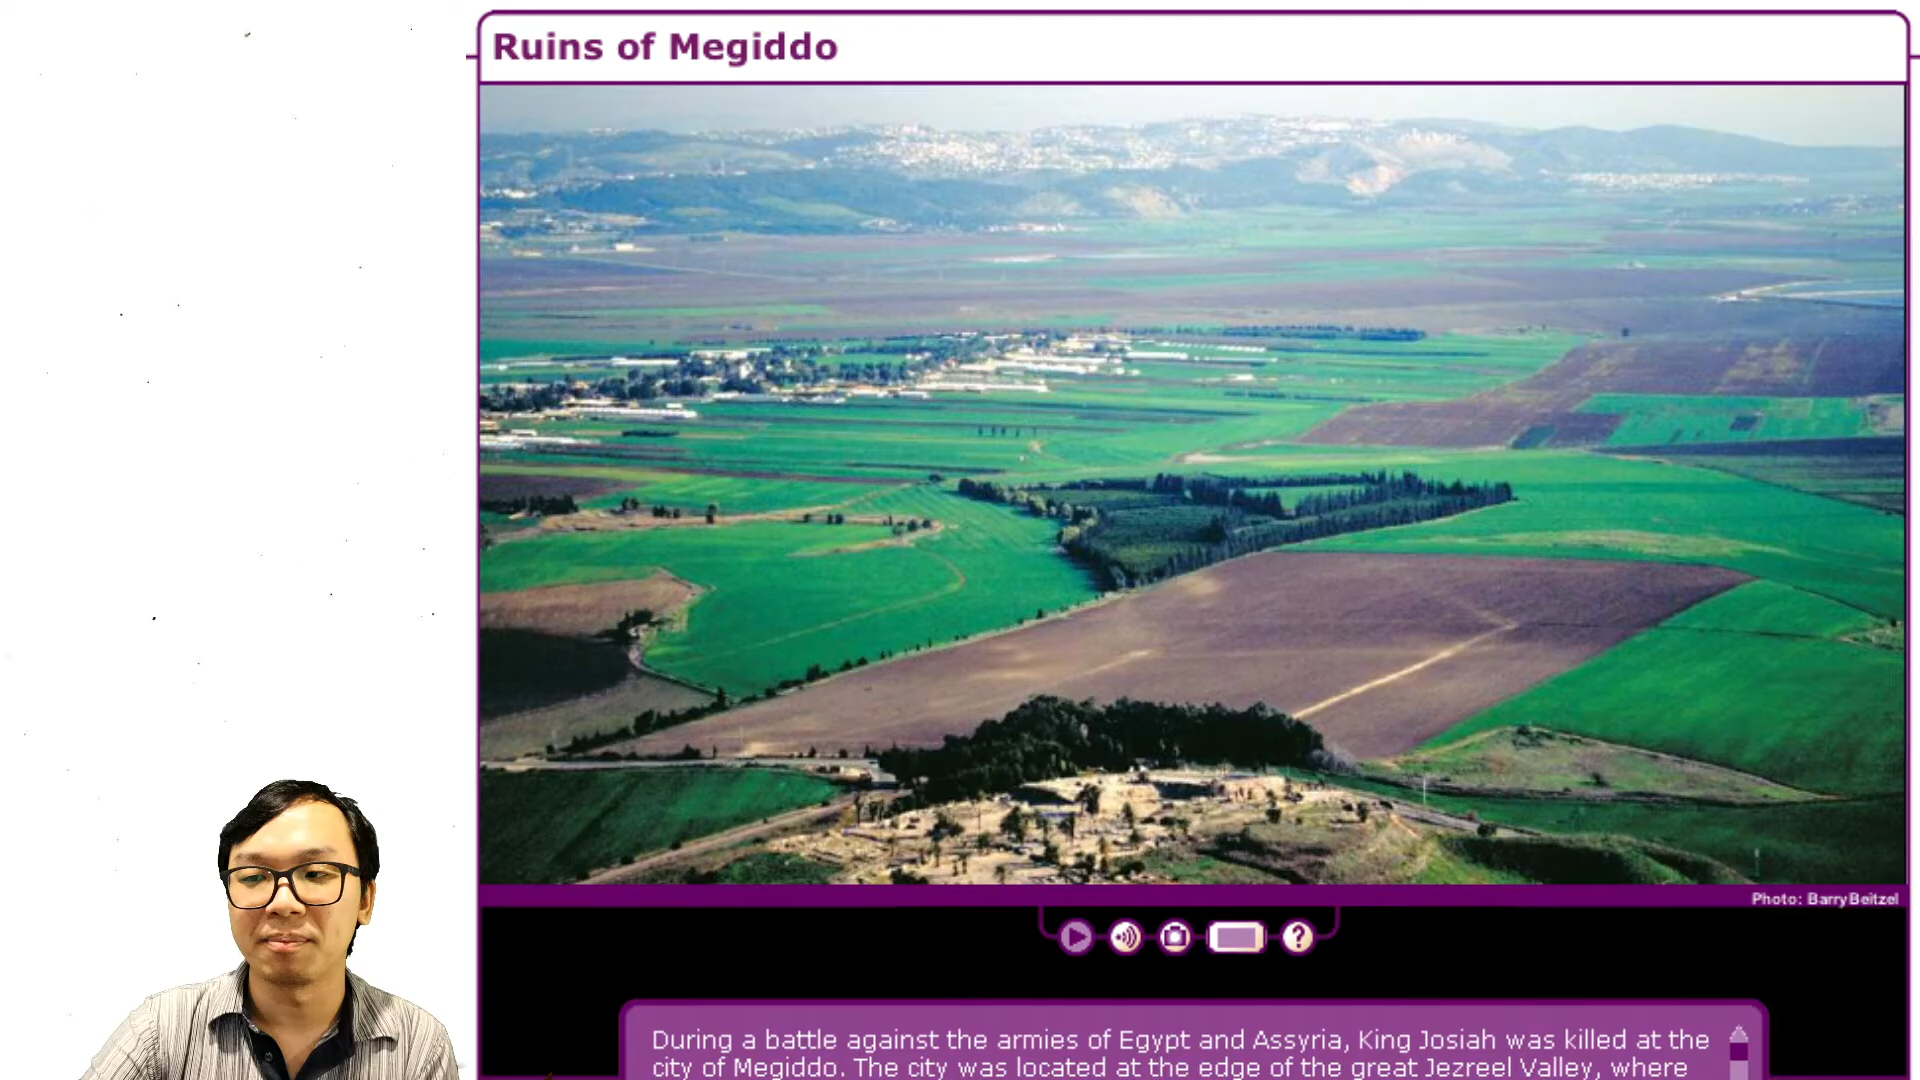 Ruins of Megiddo
Photo: Barry Beitzel
?
During a battle against the armies of Egypt and Assyria, King Josiah was killed at the
city of Megiddo. The city was located at the edge of the great Jezreel Valley, where